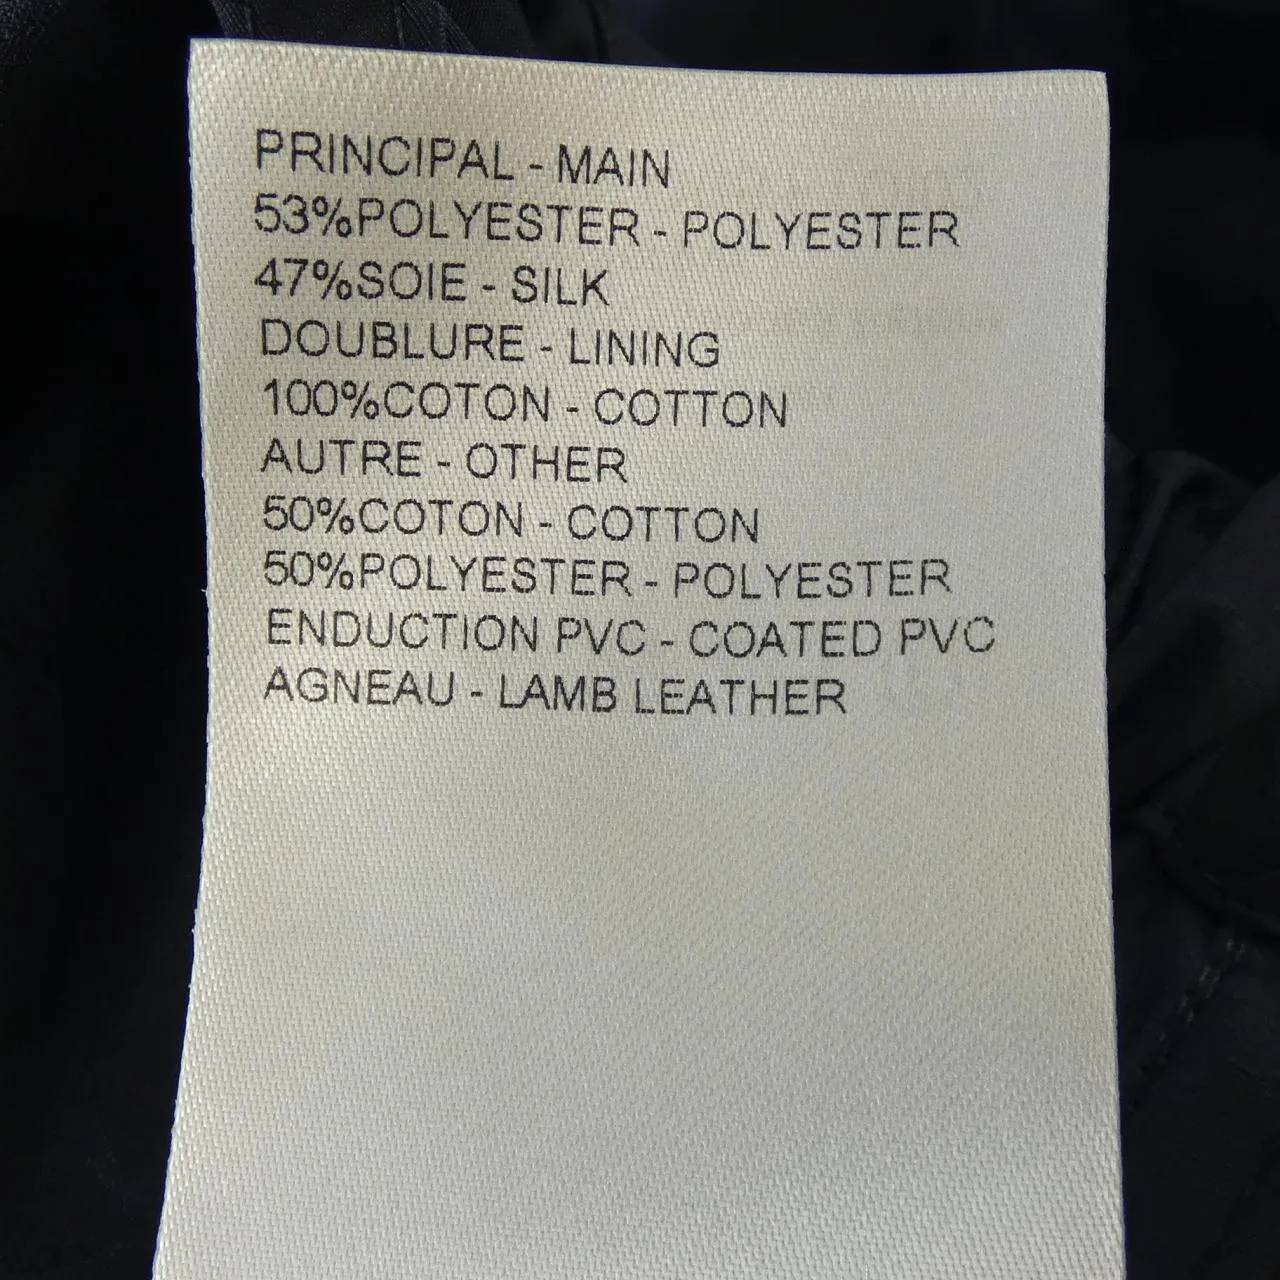 PRINCIPAL - MAIN
53%POLYESTER - POLYESTER
47%SOIE - SILK
DOUBLURE - LINING
100%COTON - COTTON
AUTRE - OTHER
50%COTON - COTTON
50%POLYESTER - POLYESTER
ENDUCTION PVC - COATED PVC
AGNEAU - LAMB LEATHER